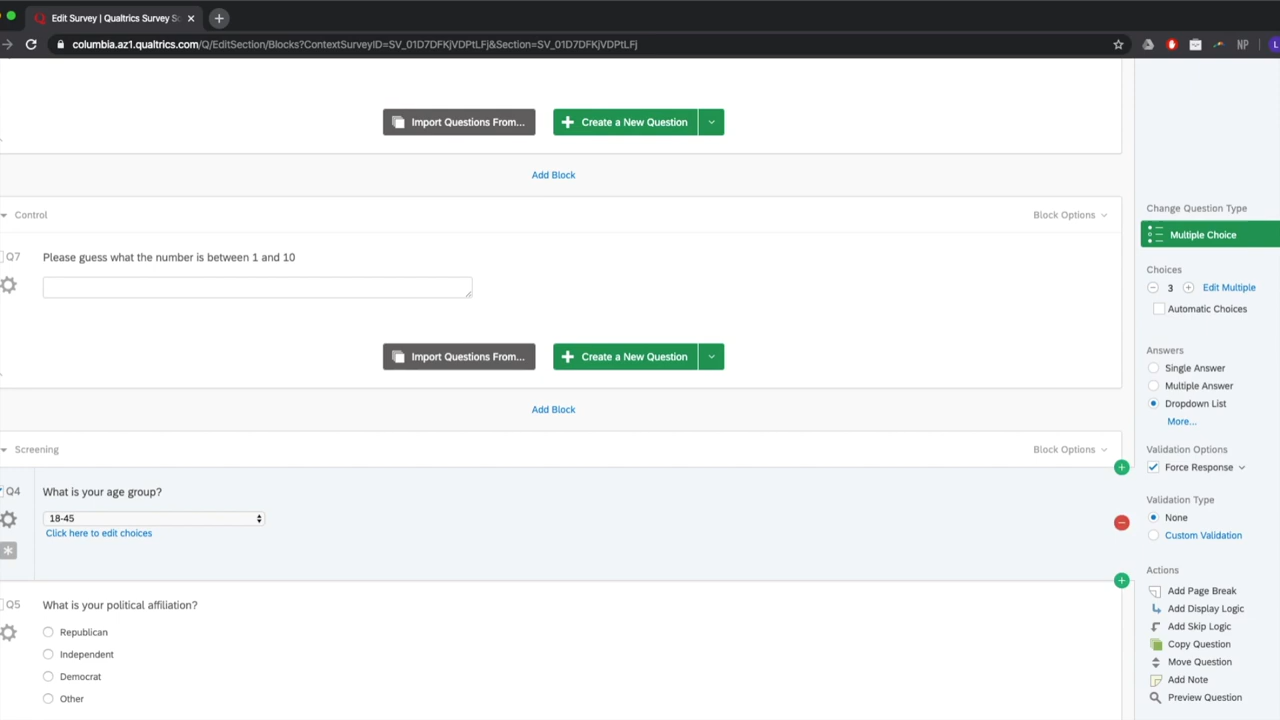 Edit Survey | Qualtrics Survey So
columbia.az1.qualtrics.com/Q/EditSection/Blocks?ContextSurveyID=SV_01D7DFKjVDPtLFj&Section=SV_01D7DFKjVDPtLFj
NP
L
Import Questions From...
Create a New Question
Add Block
Change Question Type
Control
Block Options
Multiple Choice
Q7
Please guess what the number is between 1 and 10
Choices
3
Edit Multiple
Automatic Choices
Import Questions From...
Create a New Question
Answers
Single Answer
Multiple Answer
Dropdown List
Add Block
More...
Screening
Block Options
Validation Options
Force Response
Q4
What is your age group?
18-45
Click here to edit choices
Validation Type
None
Custom Validation
Actions
Add Page Break
Q5
What is your political affiliation?
Add Display Logic
Republican
Add Skip Logic
Independent
Copy Question
Democrat
Move Question
Other
Add Note
Preview Question